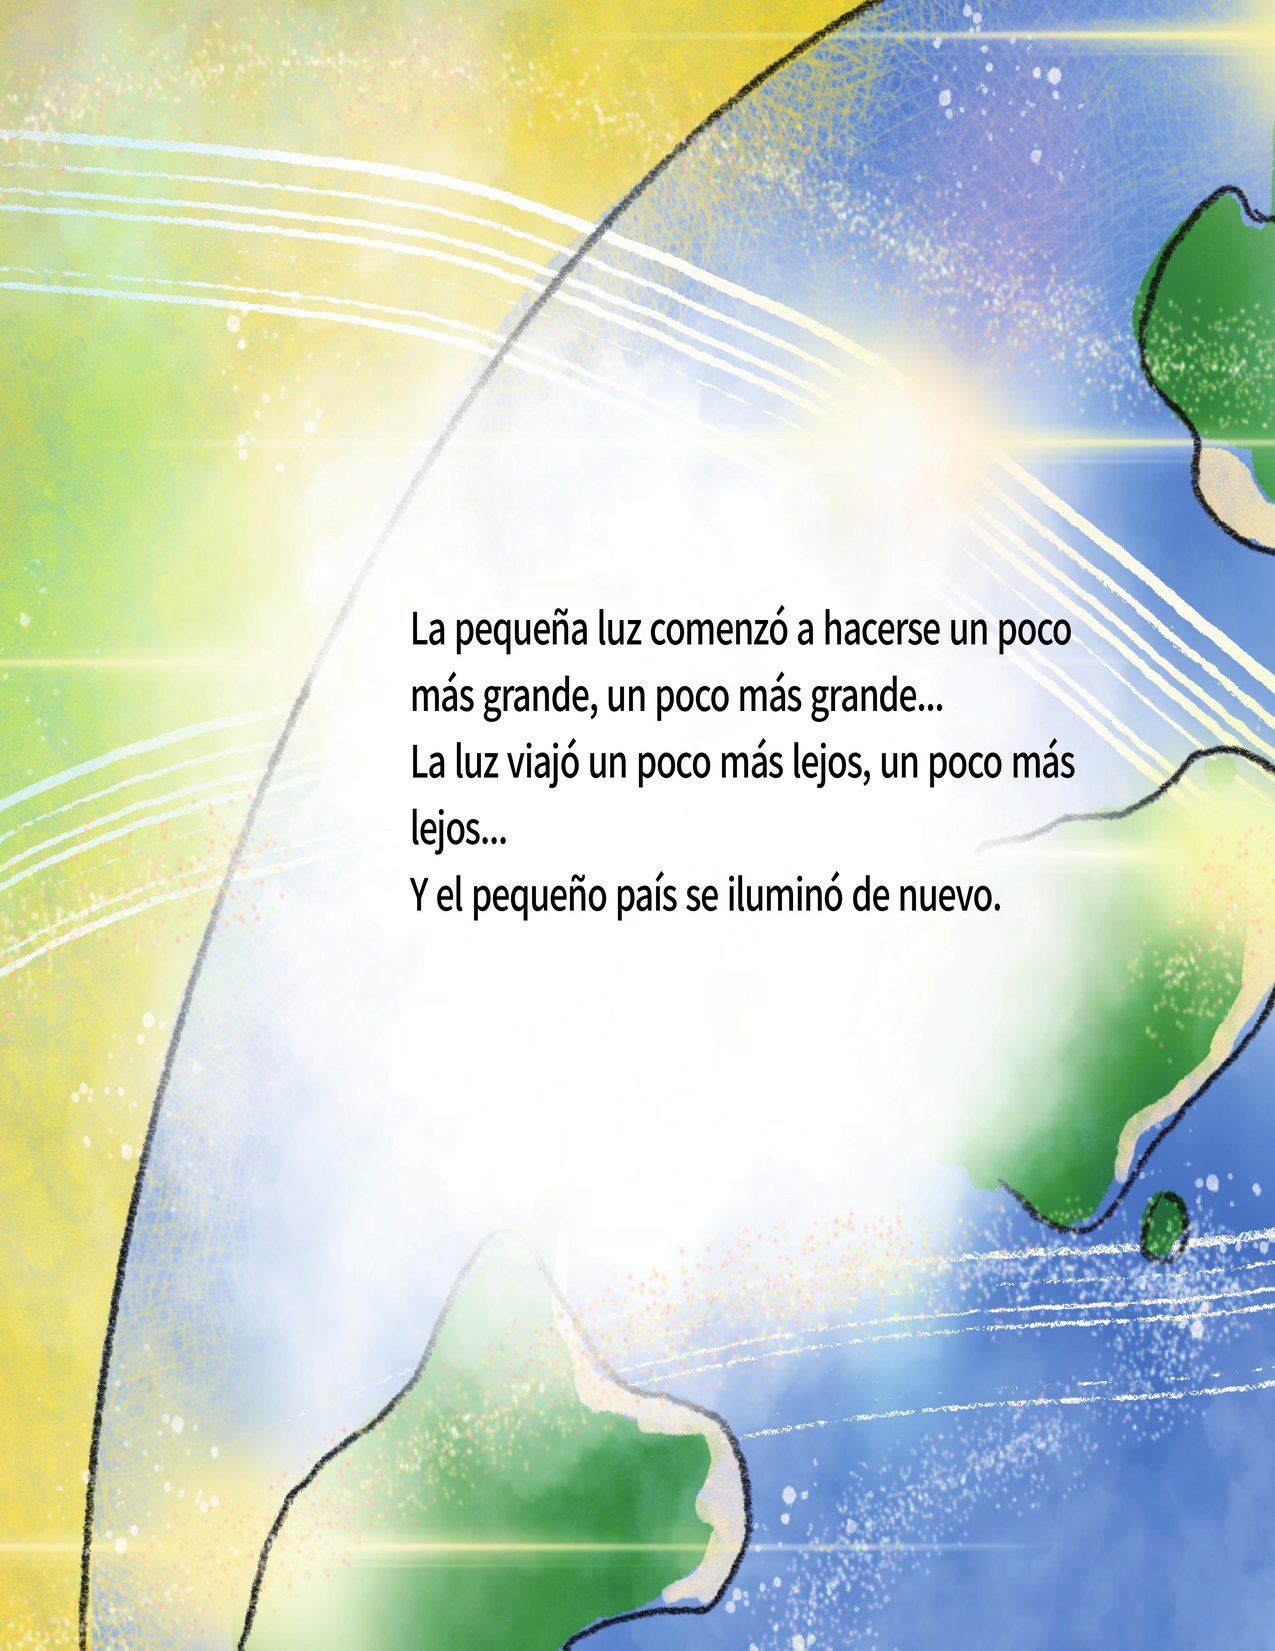 La pequeña luz comenzó a hacerse un poco
más grande, un poco más grande...
La luz viajó un poco más lejos, un poco más
lejos...
Y el pequeño país se iluminó de nuevo.